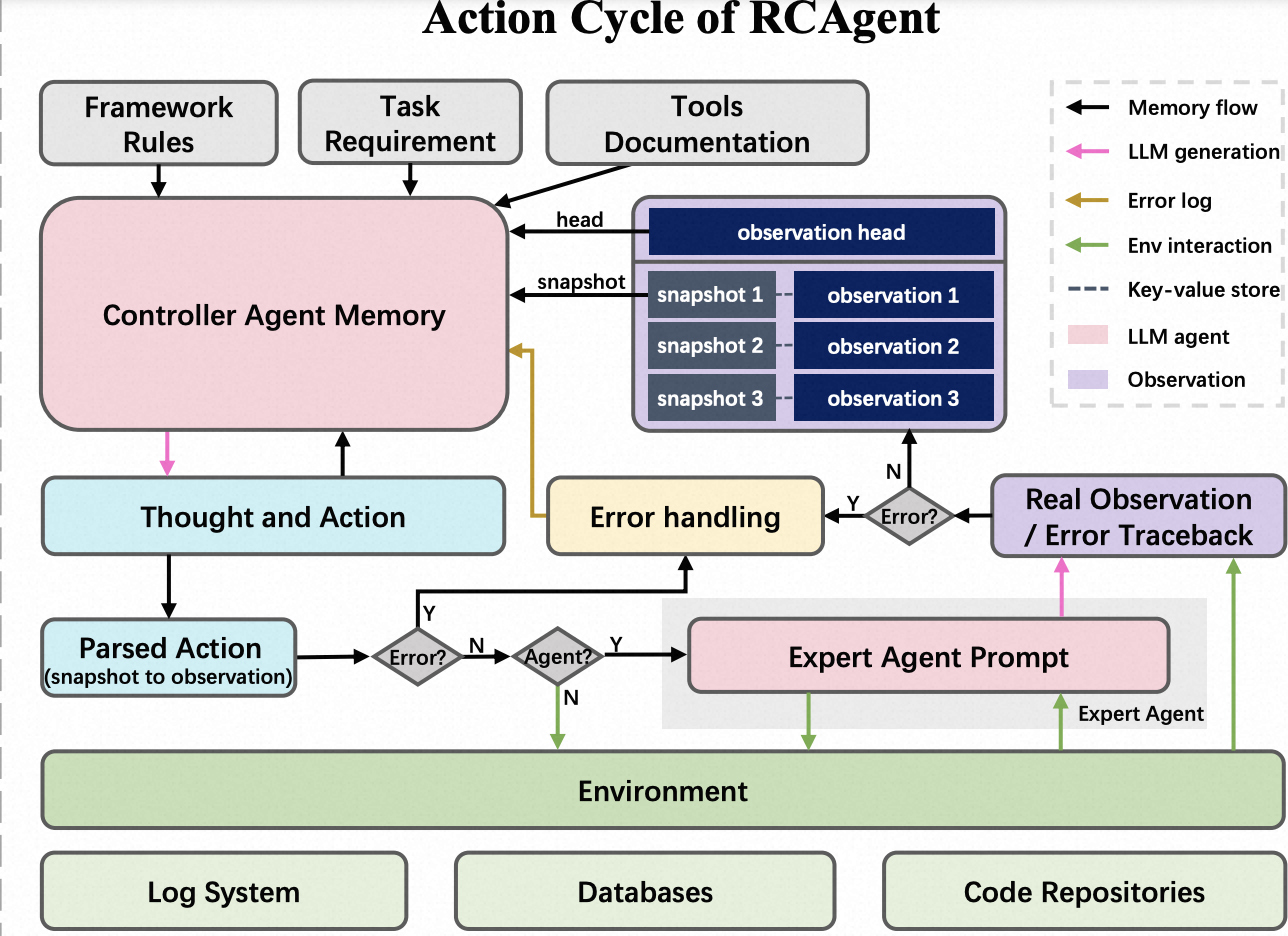 Action Cycle of RCAgent
Framework
Rules
Task
Requirement
Tools
Documentation
Memory flow
LLM generation
Error log
Env interaction
Key-value store
LLM agent
Observation
Controller Agent Memory
head
observation head
snapshot
snapshot 1
observation 1
snapshot 2
observation 2
snapshot 3
observation 3
N
Thought and Action
Error handling
Y
Error?
Real Observation
/ Error Traceback
Y
Parsed Action
(snapshot to observation)
Error?
N
Agent?
Y
Expert Agent Prompt
N
Expert Agent
Environment
Log System
Databases
Code Repositories